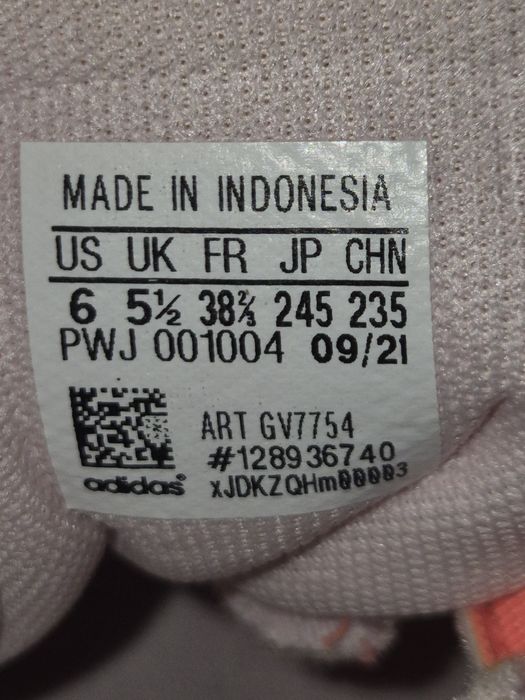 MADE IN INDONESIA
US UK FR JP CHN
6 5½ 38⅔ 245 235
PWJ 001004 09/21
ART GV7754
#128936740
adidas xJDKZQHm00003